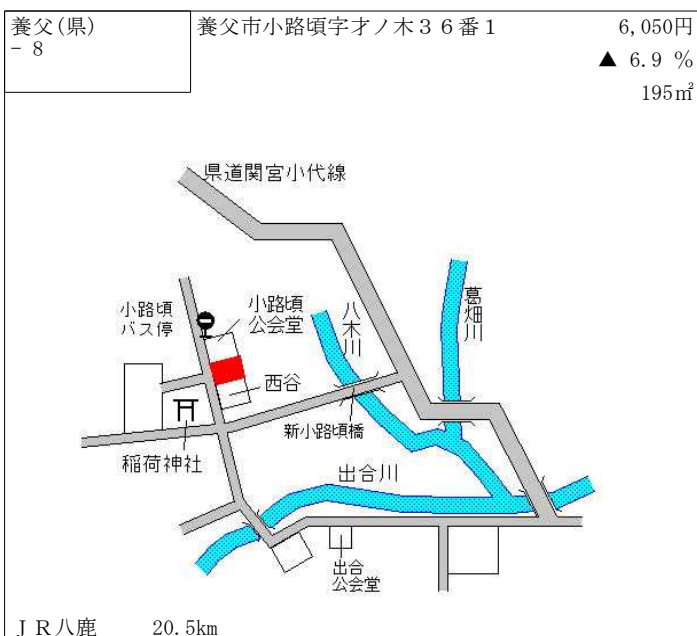 養父(県)
- 8
養父市小路頃字才ノ木３６番１
6,050円
▲ 6.9 %
195㎡
県道関宮小代線
小路頃
バス停
小路頃
公会堂
八木川
葛畑川
西谷
新小路頃橋
稲荷神社
出合川
出合
公会堂
ＪＲ八鹿 20.5km